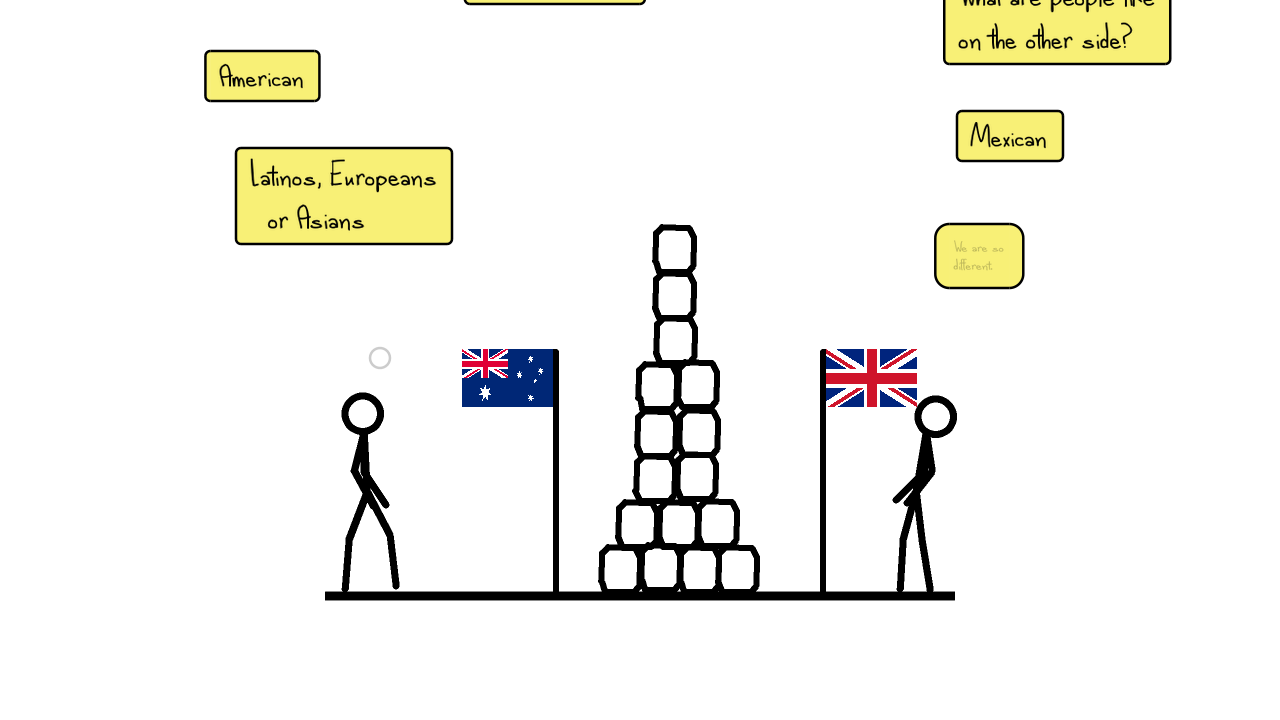 What are people like
on the other side?
American
Mexican
Latinos, Europeans
or Asians
We are so
different.